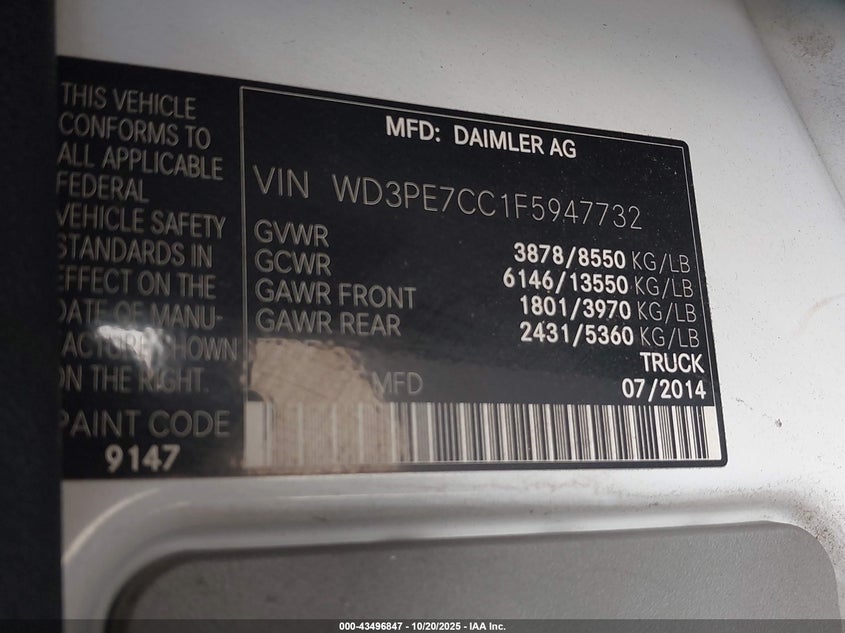 THIS VEHICLE
CONFORMS TO
ALL APPLICABLE
FEDERAL
VEHICLE SAFETY
STANDARDS IN
EFFECT ON THE
DATE OF MANU-
FACTURE SHOWN
ON THE RIGHT.
PAINT CODE
9147
MFD: DAIMLER AG
VIN WD3PE7CC1F5947732
GVWR 3878/8550 KG/LB
GCWR 6146/13550 KG/LB
GAWR FRONT 1801/3970 KG/LB
GAWR REAR 2431/5360 KG/LB
TRUCK
MFD 07/2014
000-43496847 - 10/20/2025 - IAA Inc.